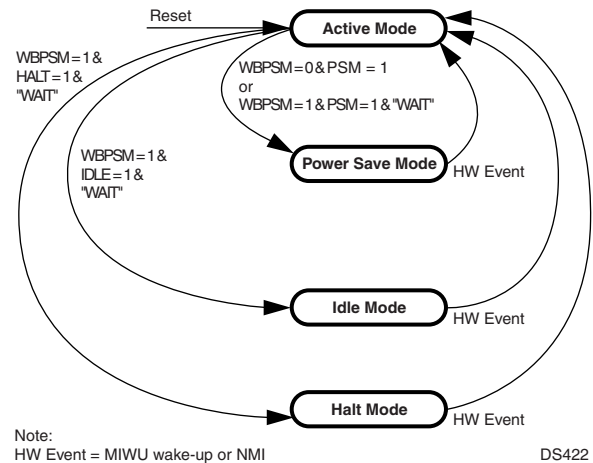 Reset
Active Mode
WBPSM = 1 &
HALT = 1 &
"WAIT"
WBPSM = 0 & PSM = 1
or
WBPSM = 1 & PSM = 1 & "WAIT"
WBPSM = 1 &
IDLE = 1 &
"WAIT"
Power Save Mode
HW Event
Idle Mode
HW Event
Halt Mode
HW Event
Note:
HW Event = MIWU wake-up or NMI
DS422